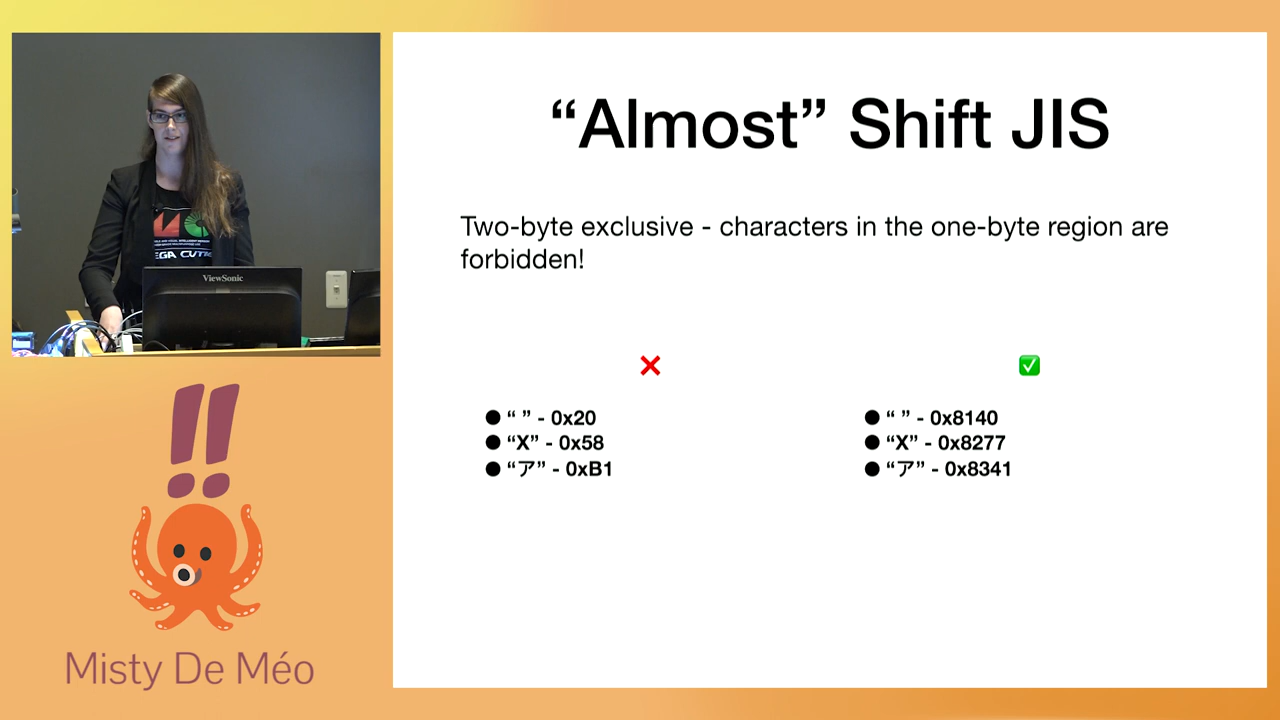 “Almost” Shift JIS
Two-byte exclusive - characters in the one-byte region are
forbidden!
❌
✅
● “ ” - 0x20
● “X” - 0x58
● “ア” - 0xB1
● “ ” - 0x8140
● “X” - 0x8277
● “ア” - 0x8341
ViewSonic
!!
Misty De Méo